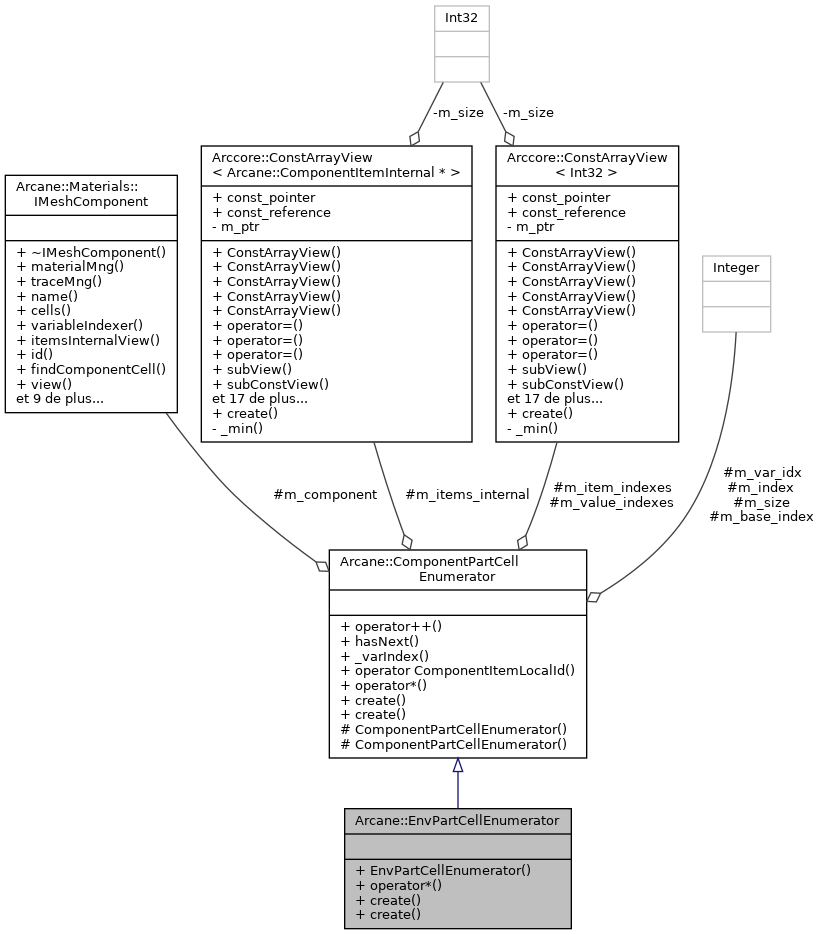 Int32
-m_size
-m_size
Arcane::Materials::
IMeshComponent
+ ~IMeshComponent()
+ materialMng()
+ traceMng()
+ name()
+ cells()
+ variableIndexer()
+ itemsInternalView()
+ id()
+ findComponentCell()
+ view()
et 9 de plus...
Arccore::ConstArrayView
< Arcane::ComponentItemInternal * >
+ const_pointer
+ const_reference
- m_ptr
+ ConstArrayView()
+ ConstArrayView()
+ ConstArrayView()
+ ConstArrayView()
+ ConstArrayView()
+ operator=()
+ operator=()
+ operator=()
+ subView()
+ subConstView()
et 17 de plus...
+ create()
- _min()
Arccore::ConstArrayView
< Int32 >
+ const_pointer
+ const_reference
- m_ptr
+ ConstArrayView()
+ ConstArrayView()
+ ConstArrayView()
+ ConstArrayView()
+ ConstArrayView()
+ operator=()
+ operator=()
+ operator=()
+ subView()
+ subConstView()
et 17 de plus...
+ create()
- _min()
Integer
#m_component
#m_items_internal
#m_item_indexes
#m_value_indexes
#m_var_idx
#m_index
#m_size
#m_base_index
Arcane::ComponentPartCell
Enumerator
+ operator++()
+ hasNext()
+ _varIndex()
+ operator ComponentItemLocalId()
+ operator*()
+ create()
+ create()
# ComponentPartCellEnumerator()
# ComponentPartCellEnumerator()
Arcane::EnvPartCellEnumerator
+ EnvPartCellEnumerator()
+ operator*()
+ create()
+ create()